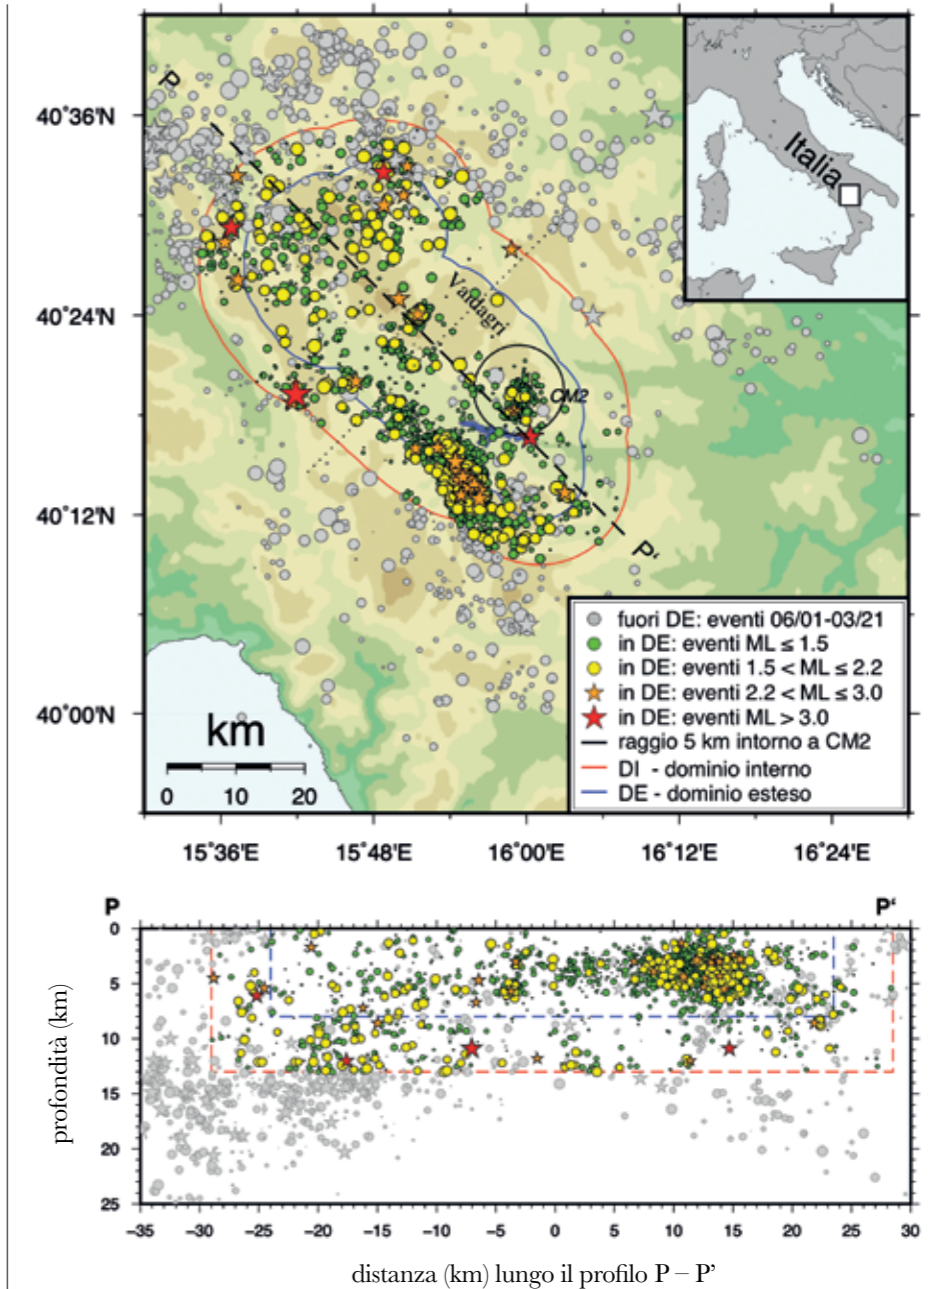 P
40°36'N
Italia
40°24'N
Valdagri
CM2
40°12'N
P‘
40°00'N
km
0 10 20
fuori DE: eventi 06/01-03/21
in DE: eventi ML ≤ 1.5
in DE: eventi 1.5 < ML ≤ 2.2
in DE: eventi 2.2 < ML ≤ 3.0
in DE: eventi ML > 3.0
raggio 5 km intorno a CM2
DI - dominio interno
DE - dominio esteso
15°36'E 15°48'E 16°00'E 16°12'E 16°24'E
P P‘
0
5
10
15
20
25
profondità (km)
−35 −30 −25 −20 −15 −10 −5 0 5 10 15 20 25 30
distanza (km) lungo il profilo P – P’